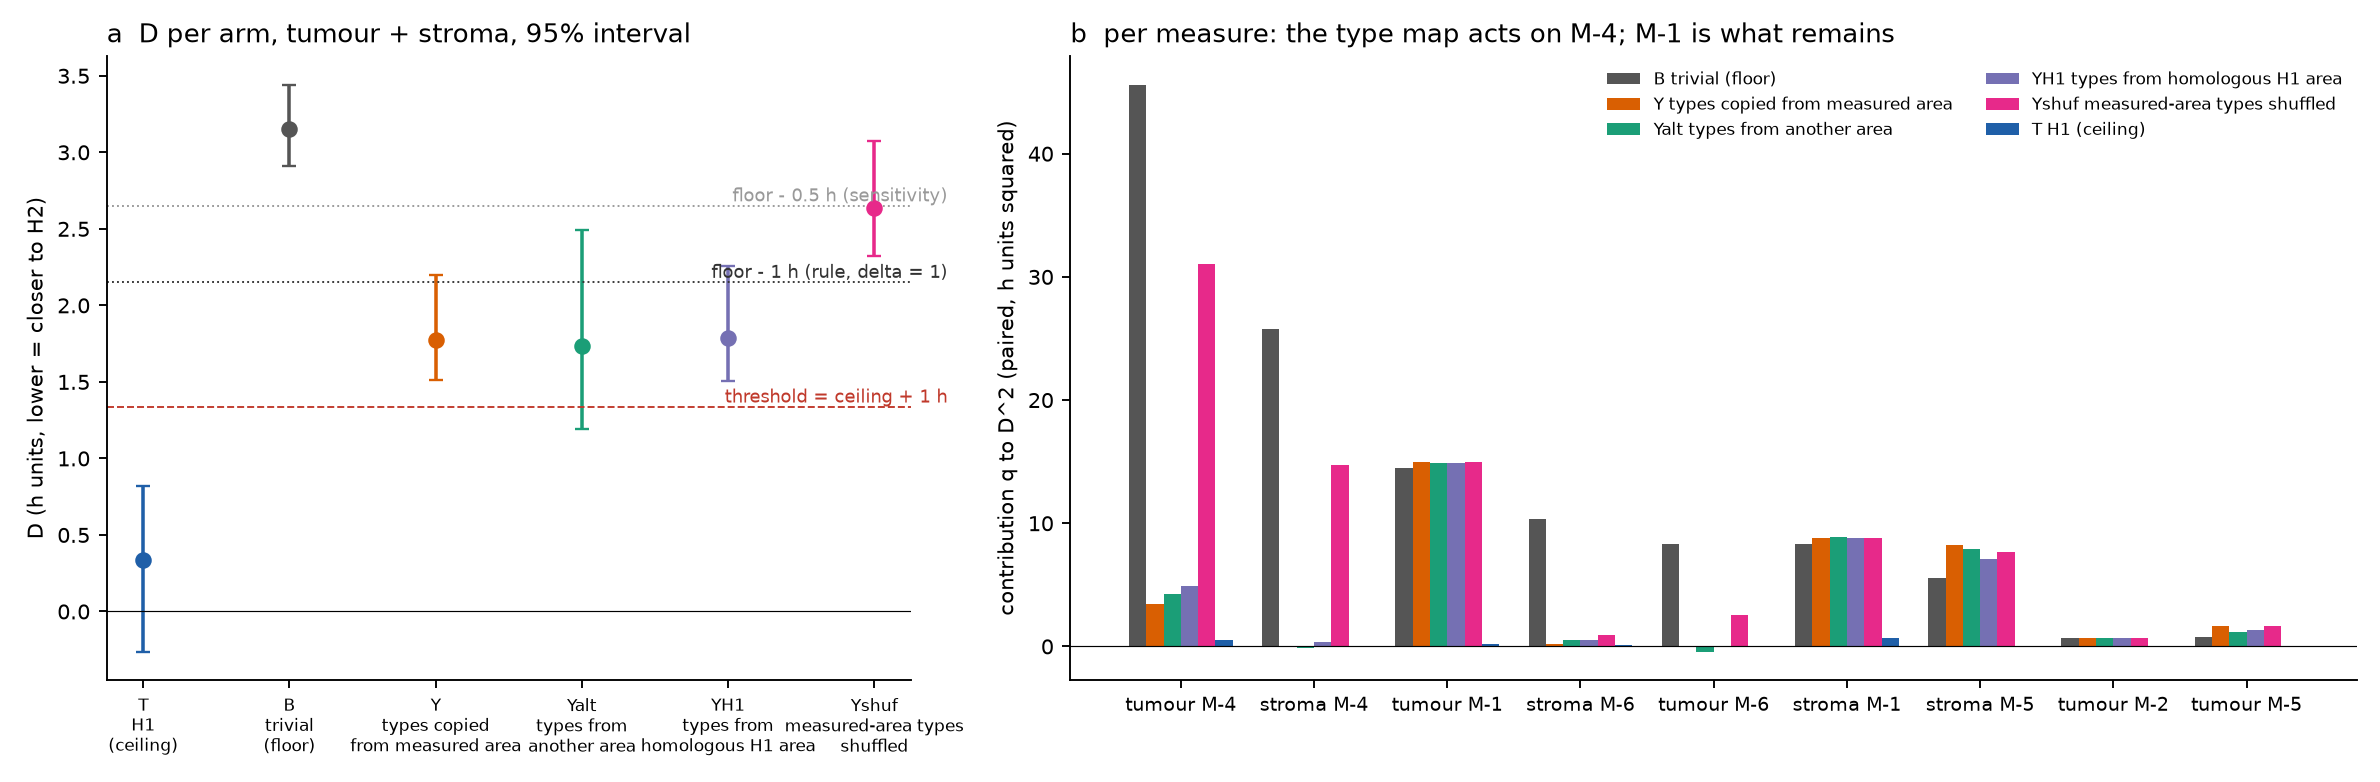 a  D per arm, tumour + stroma, 95% interval
D (h units, lower = closer to H2)
3.5
3.0
2.5
2.0
1.5
1.0
0.5
0.0
floor - 0.5 h (sensitivity)
floor - 1 h (rule, delta = 1)
threshold = ceiling + 1 h
T
H1
(ceiling)
B
trivial
(floor)
Y
types copied
from measured area
Yalt
types from
another area
YH1
types from
homologous H1 area
Yshuf
measured-area types
shuffled
b  per measure: the type map acts on M-4; M-1 is what remains
contribution q to D^2 (paired, h units squared)
40
30
20
10
0
B trivial (floor)
Y types copied from measured area
Yalt types from another area
YH1 types from homologous H1 area
Yshuf measured-area types shuffled
T H1 (ceiling)
tumour M-4
stroma M-4
tumour M-1
stroma M-6
tumour M-6
stroma M-1
stroma M-5
tumour M-2
tumour M-5